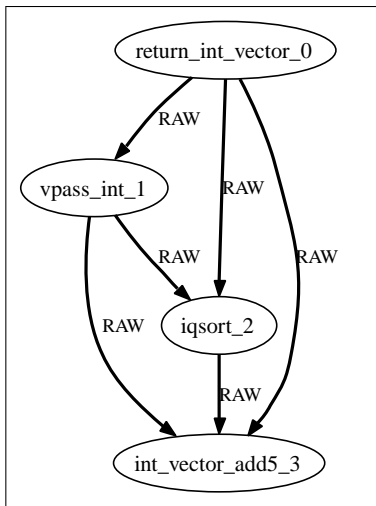 return_int_vector_0
RAW
vpass_int_1
RAW
RAW
RAW
iqsort_2
RAW
RAW
int_vector_add5_3